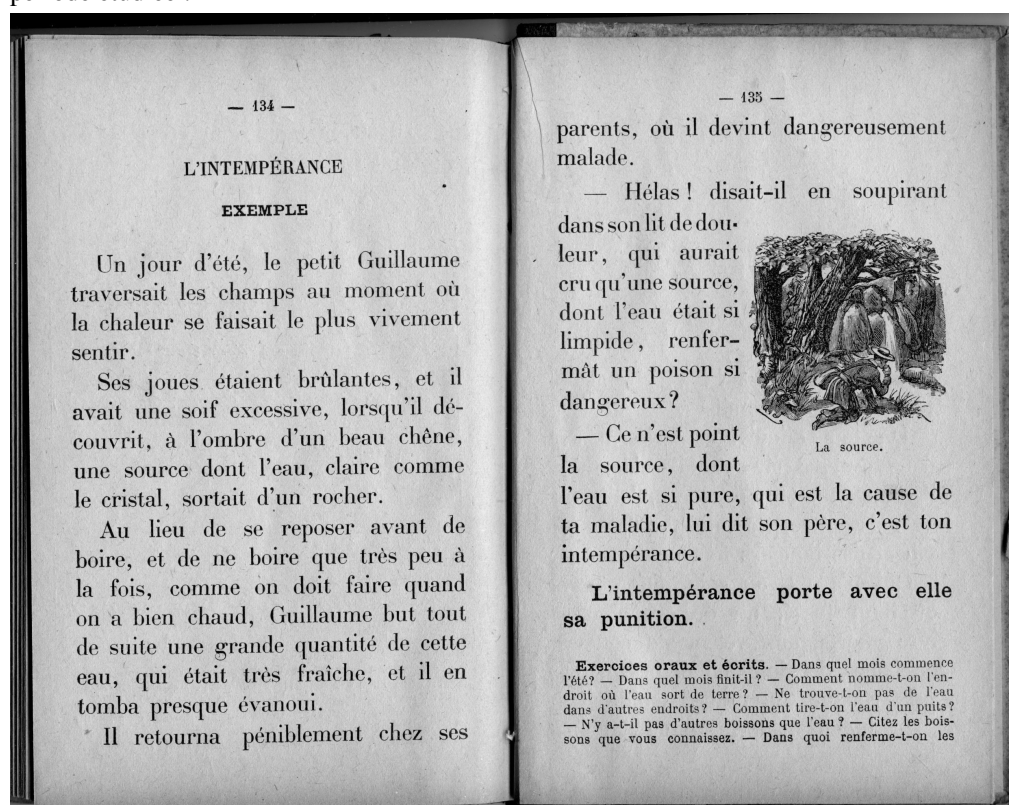 — 134 —
L'INTEMPÉRANCE
EXEMPLE
Un jour d'été, le petit Guillaume
traversait les champs au moment où
la chaleur se faisait le plus vivement
sentir.
Ses joues étaient brûlantes, et il
avait une soif excessive, lorsqu'il dé-
couvrit, à l'ombre d'un beau chêne,
une source dont l'eau, claire comme
le cristal, sortait d'un rocher.
Au lieu de se reposer avant de
boire, et de ne boire que très peu à
la fois, comme on doit faire quand
on a bien chaud, Guillaume but tout
de suite une grande quantité de cette
eau, qui était très fraîche, et il en
tomba presque évanoui.
Il retourna péniblement chez ses
— 135 —
parents, où il devint dangereusement
malade.
— Hélas ! disait-il en soupirant
dans son lit de dou-
leur, qui aurait
cru qu'une source,
dont l'eau était si
limpide, renfer-
mât un poison si
dangereux ?
— Ce n'est point
la source, dont
La source.
l'eau est si pure, qui est la cause de
ta maladie, lui dit son père, c'est ton
intempérance.
L'intempérance porte avec elle
sa punition.
Exercices oraux et écrits. — Dans quel mois commence
l'été? — Dans quel mois finit-il ? — Comment nomme-t-on l'en-
droit où l'eau sort de terre ? — Ne trouve-t-on pas de l'eau
dans d'autres endroits ? — Comment tire-t-on l'eau d'un puits ?
— N'y a-t-il pas d'autres boissons que l'eau ? — Citez les bois-
sons que vous connaissez. — Dans quoi renferme-t-on les